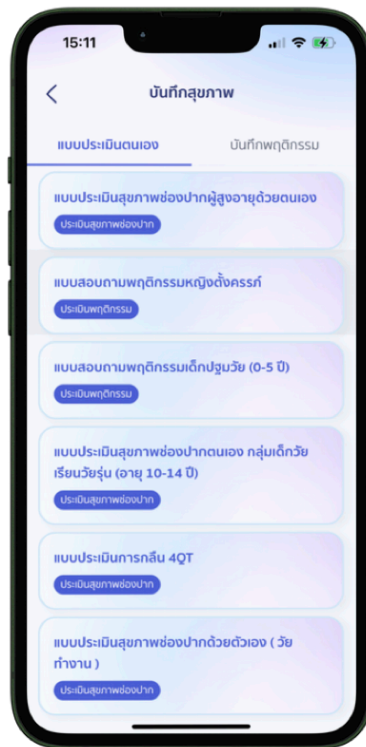 15:11
บันทึกสุขภาพ
แบบประเมินตนเอง
บันทึกพฤติกรรม
แบบประเมินสุขภาพช่องปากผู้สูงอายุด้วยตนเอง
ประเมินสุขภาพช่องปาก
แบบสอบถามพฤติกรรมหญิงตั้งครรภ์
ประเมินพฤติกรรม
แบบสอบถามพฤติกรรมเด็กปฐมวัย (0-5 ปี)
ประเมินพฤติกรรม
แบบประเมินสุขภาพช่องปากตนเอง กลุ่มเด็กวัย
เรียนวัยรุ่น (อายุ 10-14 ปี)
ประเมินสุขภาพช่องปาก
แบบประเมินการกลืน 4QT
ประเมินสุขภาพช่องปาก
แบบประเมินสุขภาพช่องปากด้วยตัวเอง ( วัย
ทำงาน )
ประเมินสุขภาพช่องปาก